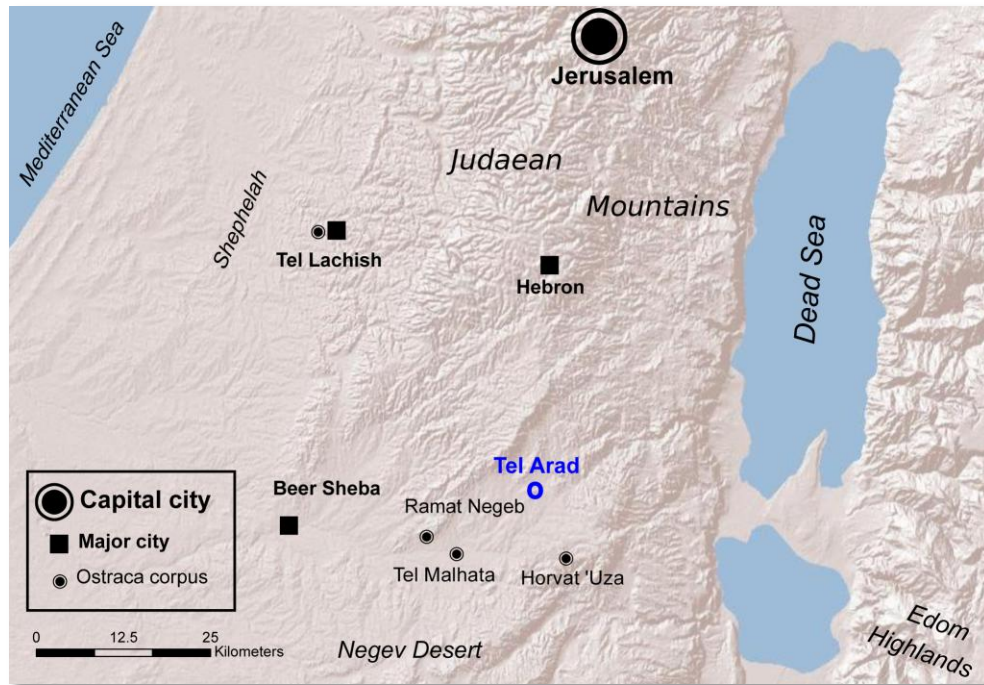 Mediterranean Sea
Jerusalem
Judaean
Mountains
Shephelah
Tel Lachish
Hebron
Dead Sea
Tel Arad
Beer Sheba
Ramat Negeb
Tel Malhata
Horvat 'Uza
Negev Desert
Edom
Highlands
Capital city
Major city
Ostraca corpus
0 12.5 25
Kilometers